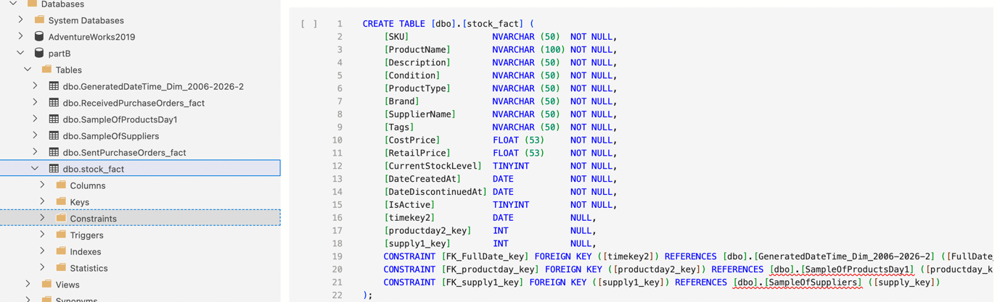 Databases
System Databases
AdventureWorks2019
partB
Tables
dbo.GeneratedDateTime_Dim_2006-2026-2
dbo.ReceivedPurchaseOrders_fact
dbo.SampleOfProductsDay1
dbo.SampleOfSuppliers
dbo.SentPurchaseOrders_fact
dbo.stock_fact
Columns
Keys
Constraints
Triggers
Indexes
Statistics
Views
Synonyms
[ ]
1 CREATE TABLE [dbo].[stock_fact] (
2 [SKU] NVARCHAR (50) NOT NULL,
3 [ProductName] NVARCHAR (100) NOT NULL,
4 [Description] NVARCHAR (50) NOT NULL,
5 [Condition] NVARCHAR (50) NOT NULL,
6 [ProductType] NVARCHAR (50) NOT NULL,
7 [Brand] NVARCHAR (50) NOT NULL,
8 [SupplierName] NVARCHAR (50) NOT NULL,
9 [Tags] NVARCHAR (50) NOT NULL,
10 [CostPrice] FLOAT (53) NOT NULL,
11 [RetailPrice] FLOAT (53) NOT NULL,
12 [CurrentStockLevel] TINYINT NOT NULL,
13 [DateCreatedAt] DATE NOT NULL,
14 [DateDiscontinuedAt] DATE NOT NULL,
15 [IsActive] TINYINT NOT NULL,
16 [timekey2] DATE NULL,
17 [productday2_key] INT NULL,
18 [supply1_key] INT NULL,
19 CONSTRAINT [FK_FullDate_key] FOREIGN KEY ([timekey2]) REFERENCES [dbo].[GeneratedDateTime_Dim_2006-2026-2] ([FullDate_
20 CONSTRAINT [FK_productday_key] FOREIGN KEY ([productday2_key]) REFERENCES [dbo].[SampleOfProductsDay1] ([productday_k
21 CONSTRAINT [FK_supply1_key] FOREIGN KEY ([supply1_key]) REFERENCES [dbo].[SampleOfSuppliers] ([supply_key])
22 );